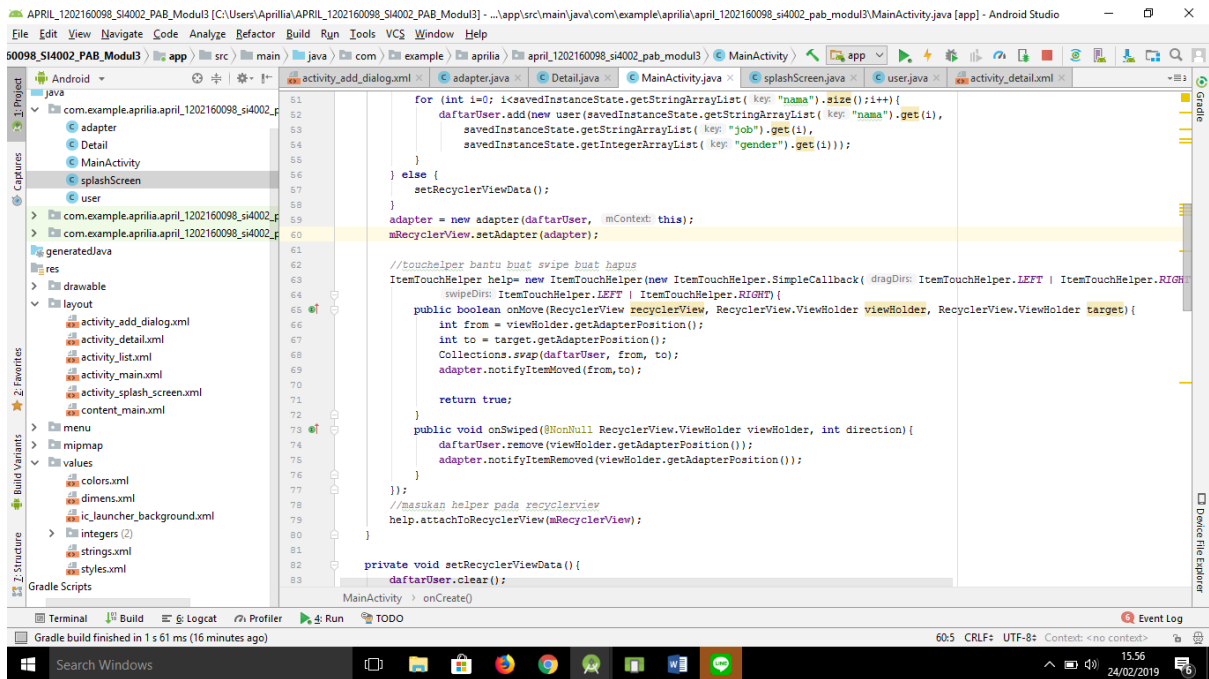 APRIL_1202160098_SI4002_PAB_Modul3 [C:\Users\Aprillia\APRIL_1202160098_SI4002_PAB_Modul3] - ...\app\src\main\java\com\example\aprilia\april_1202160098_si4002_pab_modul3\MainActivity.java [app] - Android Studio
File Edit View Navigate Code Analyze Refactor Build Run Tools VCS Window Help
60098_SI4002_PAB_Modul3 app src main java com example aprilia april_1202160098_si4002_pab_modul3 MainActivity app
Android activity_add_dialog.xml adapter.java Detail.java MainActivity.java splashScreen.java user.java activity_detail.xml
1: Project
Captures
2: Favorites
Build Variants
7: Structure
java
com.example.aprilia.april_1202160098_si4002_p
adapter
Detail
MainActivity
splashScreen
user
com.example.aprilia.april_1202160098_si4002_p
com.example.aprilia.april_1202160098_si4002_p
generatedJava
res
drawable
layout
activity_add_dialog.xml
activity_detail.xml
activity_list.xml
activity_main.xml
activity_splash_screen.xml
content_main.xml
menu
mipmap
values
colors.xml
dimens.xml
ic_launcher_background.xml
integers (2)
strings.xml
styles.xml
Gradle Scripts
51 for (int i=0; i<savedInstanceState.getStringArrayList( key: "nama").size();i++){
52 daftarUser.add(new user(savedInstanceState.getStringArrayList( key: "nama").get(i),
53 savedInstanceState.getStringArrayList( key: "job").get(i),
54 savedInstanceState.getIntegerArrayList( key: "gender").get(i)));
55 }
56 } else {
57 setRecyclerViewData();
58 }
59 adapter = new adapter(daftarUser, mContext: this);
60 mRecyclerView.setAdapter(adapter);
61
62 //touchelper bantu buat swipe buat hapus
63 ItemTouchHelper help= new ItemTouchHelper(new ItemTouchHelper.SimpleCallback( dragDirs: ItemTouchHelper.LEFT | ItemTouchHelper.RIGHT
64 swipeDirs: ItemTouchHelper.LEFT | ItemTouchHelper.RIGHT){
65 public boolean onMove(RecyclerView recyclerView, RecyclerView.ViewHolder viewHolder, RecyclerView.ViewHolder target){
66 int from = viewHolder.getAdapterPosition();
67 int to = target.getAdapterPosition();
68 Collections.swap(daftarUser, from, to);
69 adapter.notifyItemMoved(from,to);
70
71 return true;
72 }
73 public void onSwiped(@NonNull RecyclerView.ViewHolder viewHolder, int direction){
74 daftarUser.remove(viewHolder.getAdapterPosition());
75 adapter.notifyItemRemoved(viewHolder.getAdapterPosition());
76 }
77 });
78 //masukan helper pada recyclerview
79 help.attachToRecyclerView(mRecyclerView);
80 }
81
82 private void setRecyclerViewData(){
83 daftarUser.clear();
MainActivity › onCreate()
Gradle
Device File Explorer
Terminal Build 6: Logcat Profiler 4: Run TODO Event Log
Gradle build finished in 1 s 61 ms (16 minutes ago) 60:5 CRLF UTF-8 Context: <no context>
Search Windows
15.56
24/02/2019
6